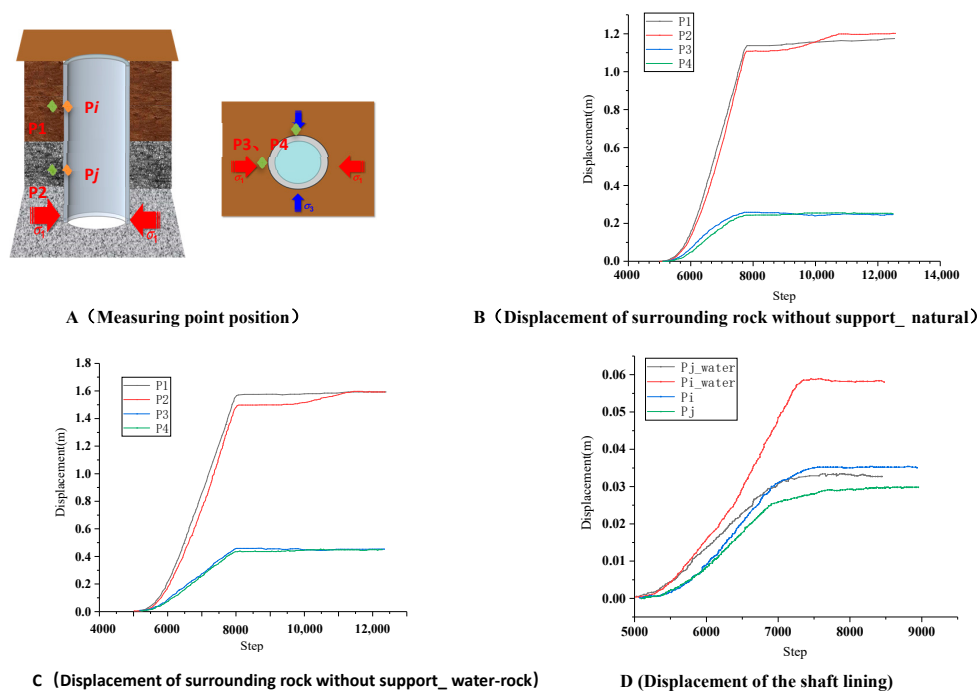 Pi
P1
Pj
P2
σ₁
σ₁
P3、P4
σ₁
σ₁
σ₃
A（Measuring point position）
P1
P2
P3
P4
Displacement(m)
1.2
1.0
0.8
0.6
0.4
0.2
0.0
4000 6000 8000 10,000 12,000 14,000
Step
B（Displacement of surrounding rock without support_ natural）
P1
P2
P3
P4
Displacement(m)
1.8
1.6
1.4
1.2
1.0
0.8
0.6
0.4
0.2
0.0
4000 6000 8000 10,000 12,000
Step
C （Displacement of surrounding rock without support_ water-rock）
Pj_water
Pi_water
Pi
Pj
Displacement(m)
0.06
0.05
0.04
0.03
0.02
0.01
0.00
5000 6000 7000 8000 9000
Step
D (Displacement of the shaft lining)